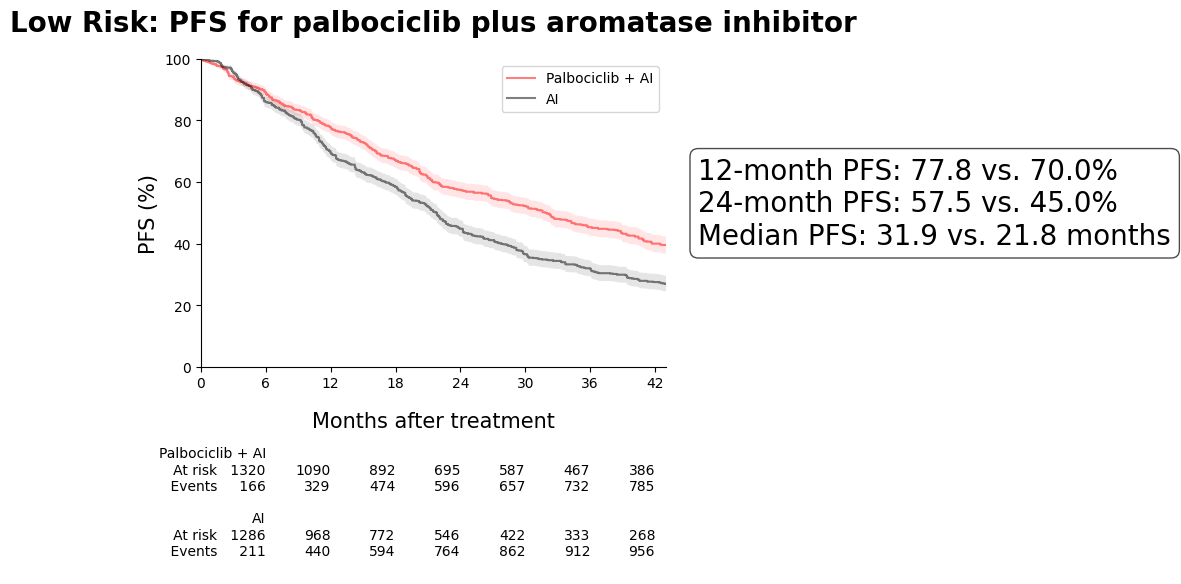 Low Risk: PFS for palbociclib plus aromatase inhibitor
100
80
60
40
20
0
PFS (%)
Palbociclib + AI
AI
12-month PFS: 77.8 vs. 70.0%
24-month PFS: 57.5 vs. 45.0%
Median PFS: 31.9 vs. 21.8 months
0 6 12 18 24 30 36 42
Months after treatment
Palbociclib + AI
At risk 1320 1090 892 695 587 467 386
Events 166 329 474 596 657 732 785
AI
At risk 1286 968 772 546 422 333 268
Events 211 440 594 764 862 912 956